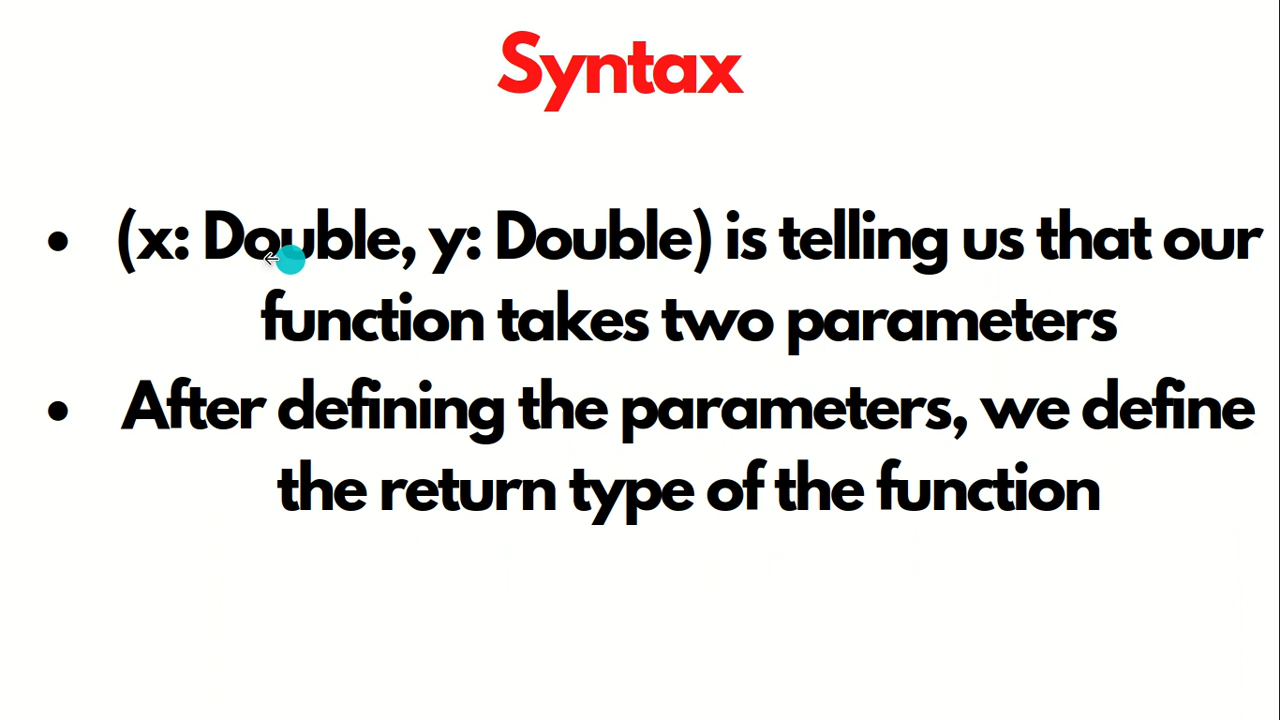 Syntax
• (x: Double, y: Double) is telling us that our
function takes two parameters
• After defining the parameters, we define
the return type of the function